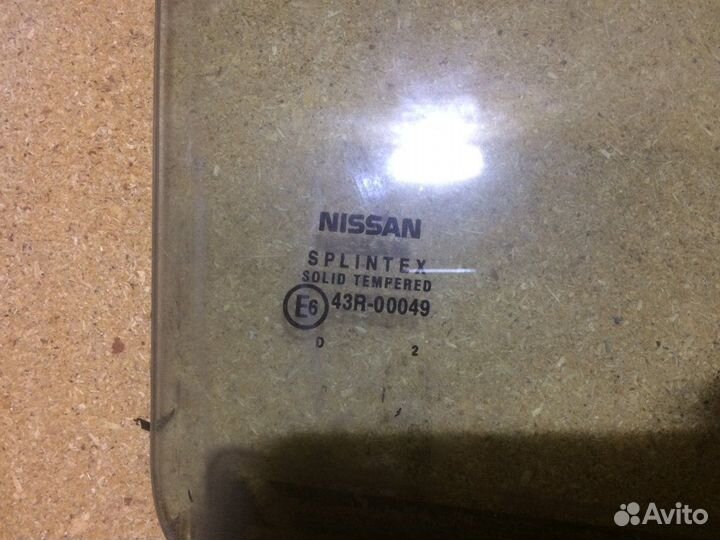 NISSAN
SPLINTEX
SOLID TEMPERED
E6 43R-00049
D 2
Avito